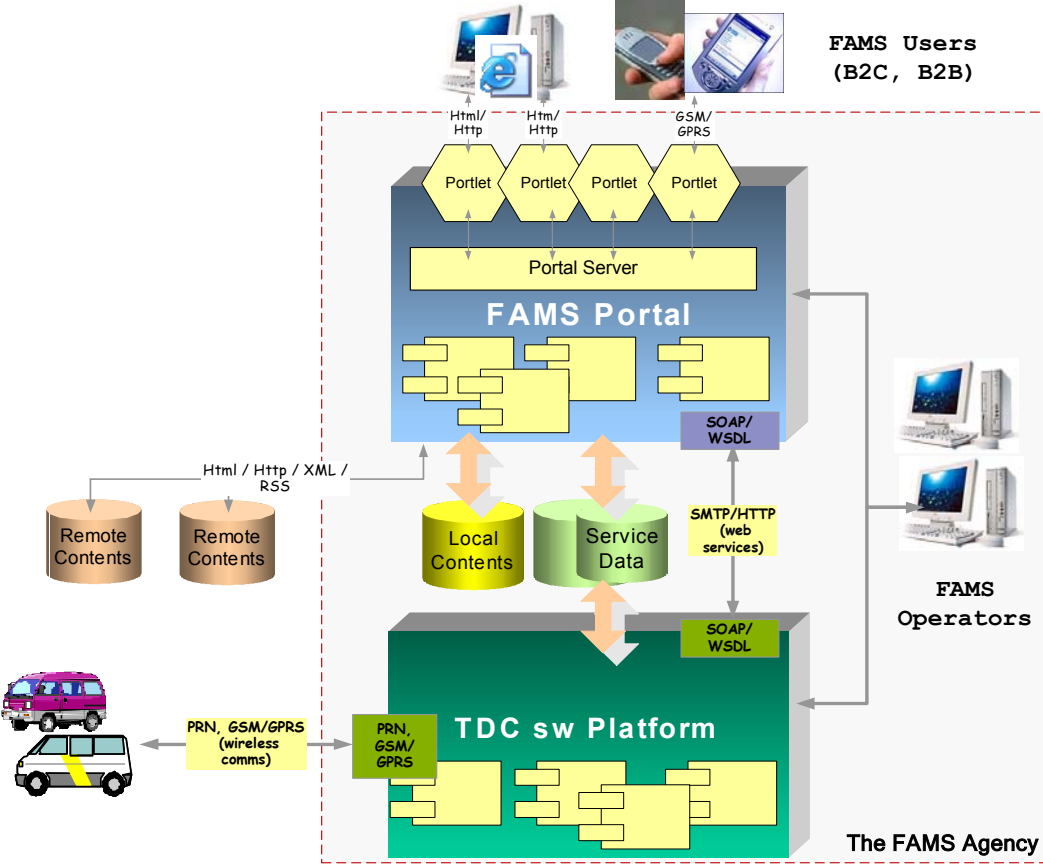 FAMS Users
(B2C, B2B)
Html/
Http
Htm/
Http
GSM/
GPRS
Portlet
Portlet
Portlet
Portlet
Portal Server
FAMS Portal
SOAP/
WSDL
Html / Http / XML /
RSS
Remote
Contents
Remote
Contents
Local
Contents
Service
Data
SMTP/HTTP
(web
services)
FAMS
Operators
SOAP/
WSDL
TDC sw Platform
PRN, GSM/GPRS
(wireless
comms)
PRN,
GSM/
GPRS
The FAMS Agency